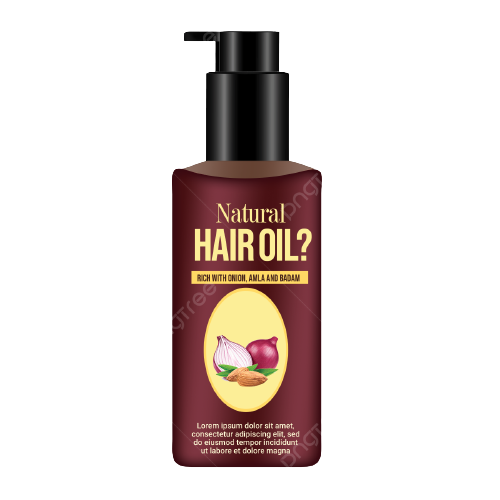 Natural
HAIR OIL?
RICH WITH ONION, AMLA AND BADAM
Lorem ipsum dolor sit amet,
consectetur adipiscing elit, sed
do eiusmod tempor incididunt
ut labore et dolore magna
pngtree